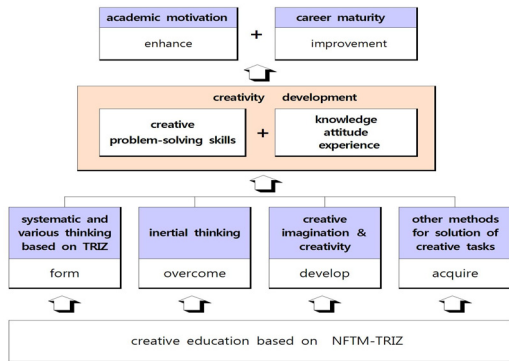 academic motivation
enhance
+
career maturity
improvement
creativity development
creative
problem-solving skills
+
knowledge
attitude
experience
systematic and
various thinking
based on TRIZ
form
inertial thinking
overcome
creative
imagination &
creativity
develop
other methods
for solution of
creative tasks
acquire
creative education based on NFTM-TRIZ